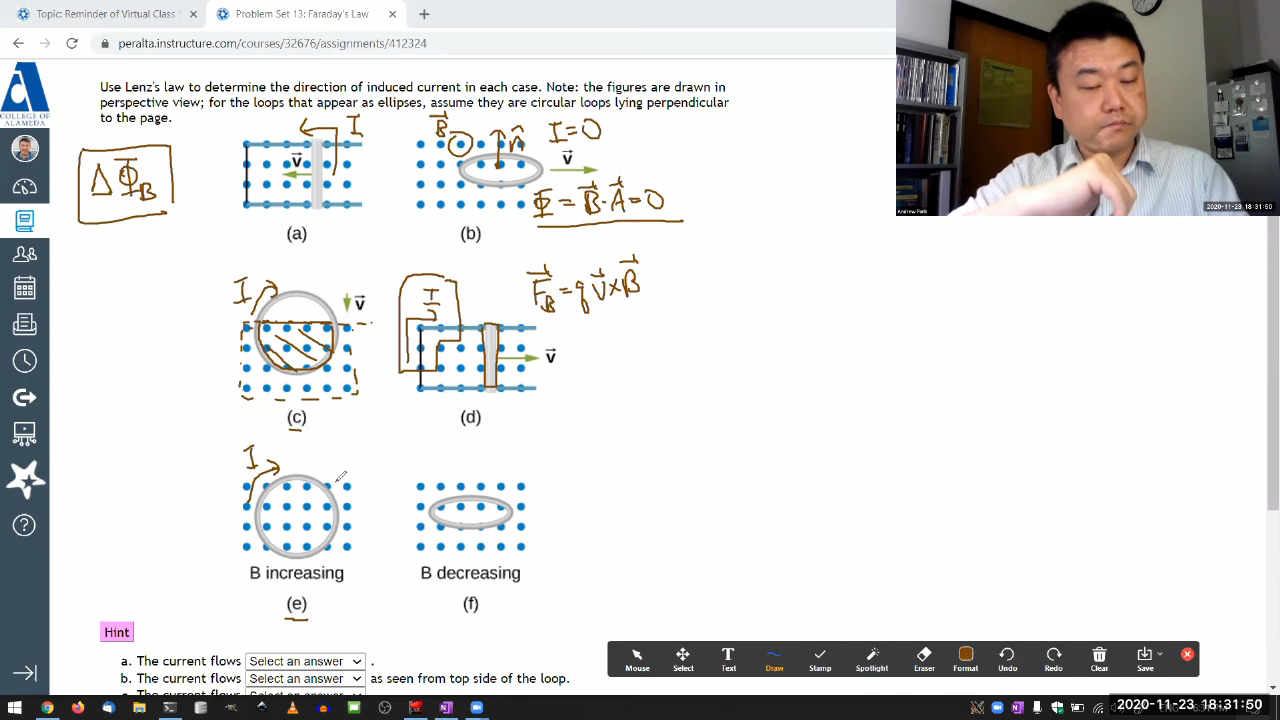 Topic: Reminder of Virtual Class
Problem Set 13: Faraday's Law
peralta.instructure.com/courses/32676/assignments/412324
COLLEGE OF ALAMEDA
Use Lenz's law to determine the direction of induced current in each case. Note: the figures are drawn in
perspective view; for the loops that appear as ellipses, assume they are circular loops lying perpendicular
to the page.
Δ Φ_B
I
v⃗
(a)
B⃗
n̂
I=0
v⃗
Φ = B⃗·A⃗=0
(b)
I
v⃗
(c)
I
F⃗_B = q v⃗ x B⃗
v⃗
(d)
I
B increasing
(e)
B decreasing
(f)
Hint
a. The current flows Select an answer .
b. The current flows Select an answer as seen from top side of the loop.
Mouse Select Text Draw Stamp Spotlight Eraser Format Undo Redo Clear Save
Andrew Park
2020-11-23 18:31:50
2020-11-23 18:31:50